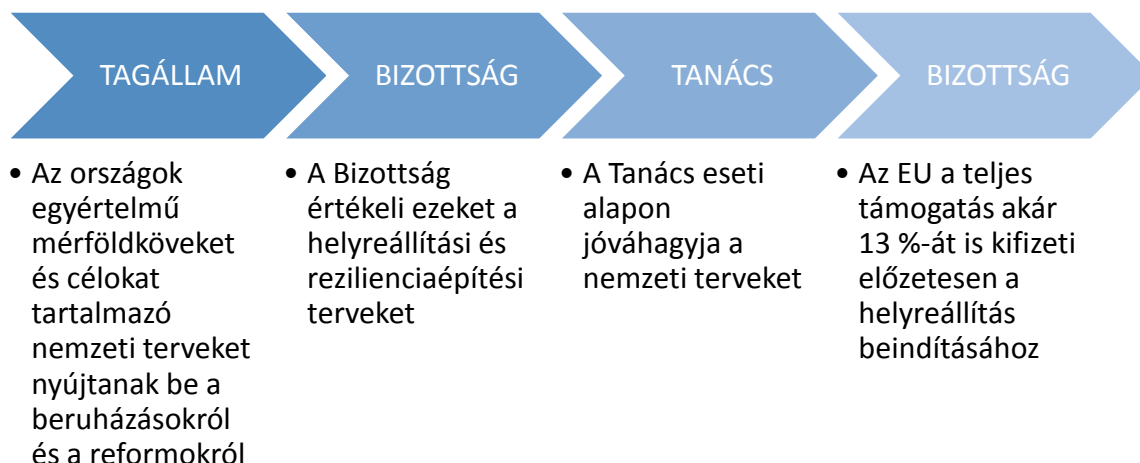 TAGÁLLAM
• Az országok
egyértelmű
mérföldköveket
és célokat
tartalmazó
nemzeti terveket
nyújtanak be a
beruházásokról
és a reformokról
BIZOTTSÁG
• A Bizottság
értékeli ezeket a
helyreállítási és
rezilienciaépítési
terveket
TANÁCS
• A Tanács eseti
alapon
jóváhagyja a
nemzeti terveket
BIZOTTSÁG
• Az EU a teljes
támogatás akár
13 %-át is kifizeti
előzetesen a
helyreállítás
beindításához